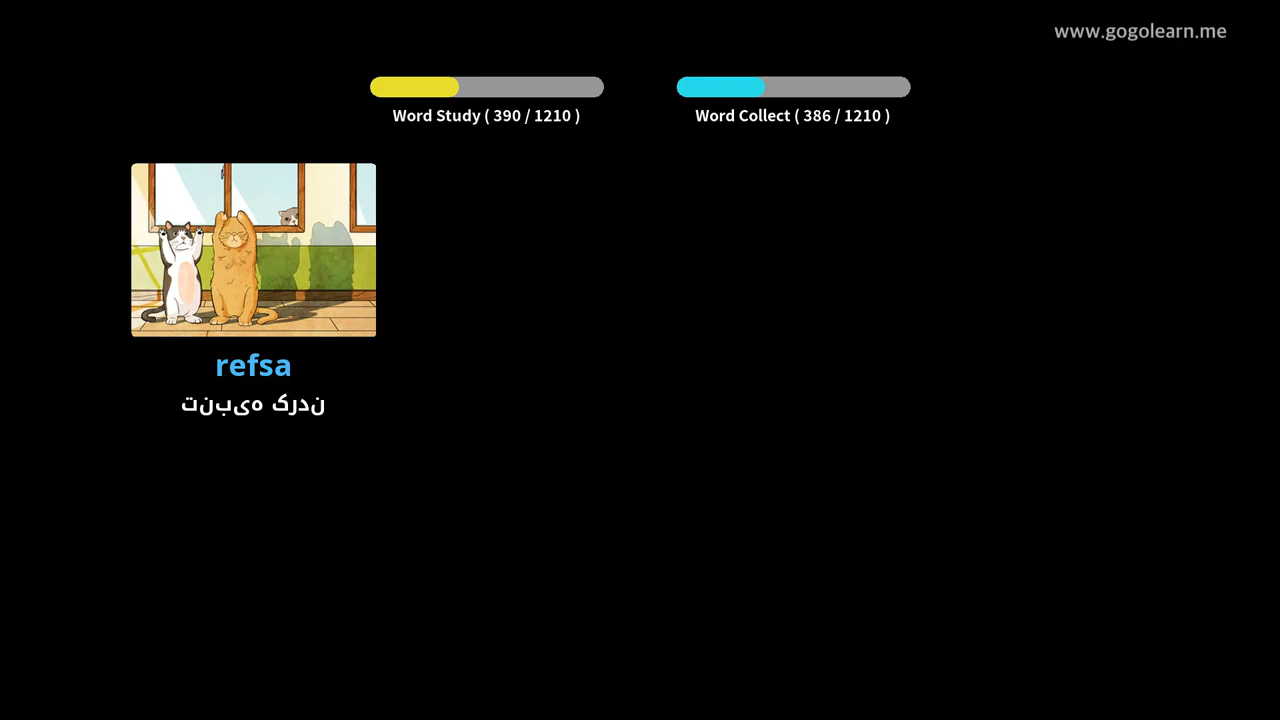 www.gogolearn.me
Word Study ( 390 / 1210 )
Word Collect ( 386 / 1210 )
refsa
تنبیه کردن